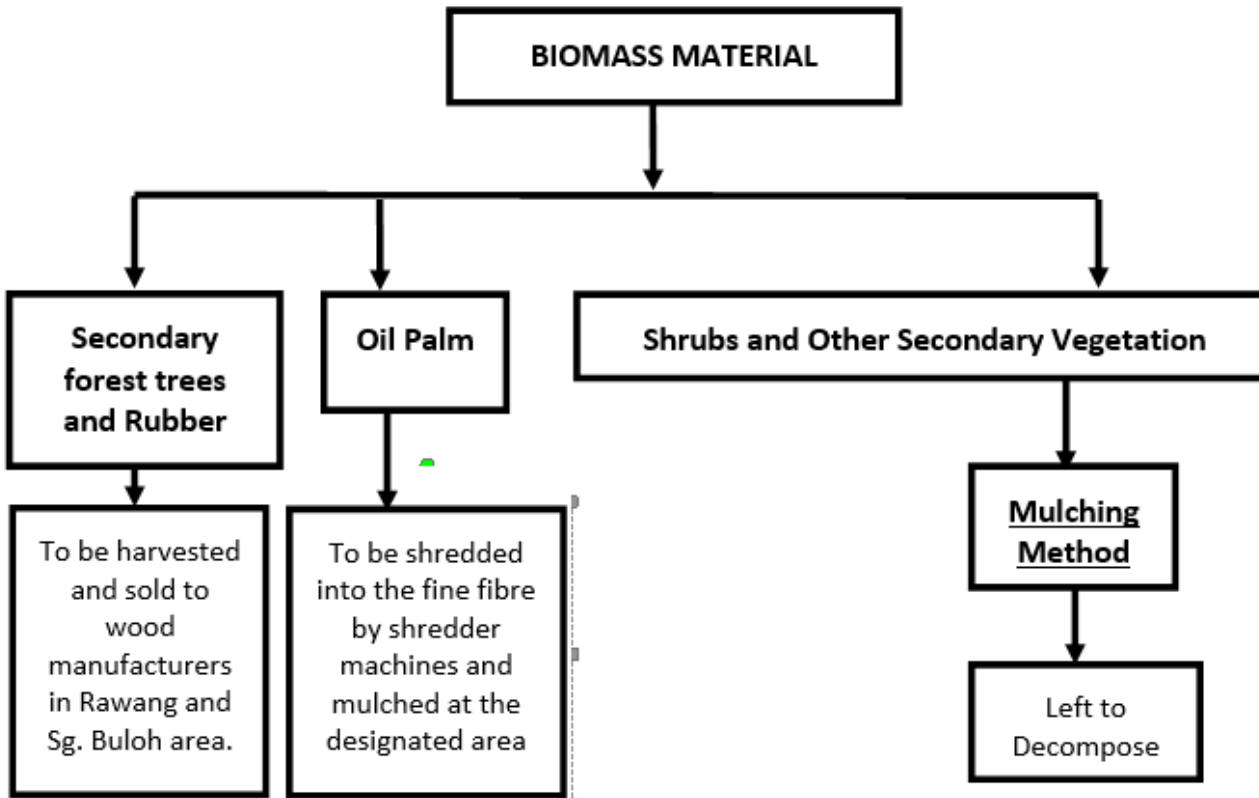 BIOMASS MATERIAL
Secondary
forest trees
and Rubber
Oil Palm
Shrubs and Other Secondary Vegetation
To be harvested
and sold to
wood
manufacturers
in Rawang and
Sg. Buloh area.
To be shredded
into the fine fibre
by shredder
machines and
mulched at the
designated area
Mulching
Method
Left to
Decompose